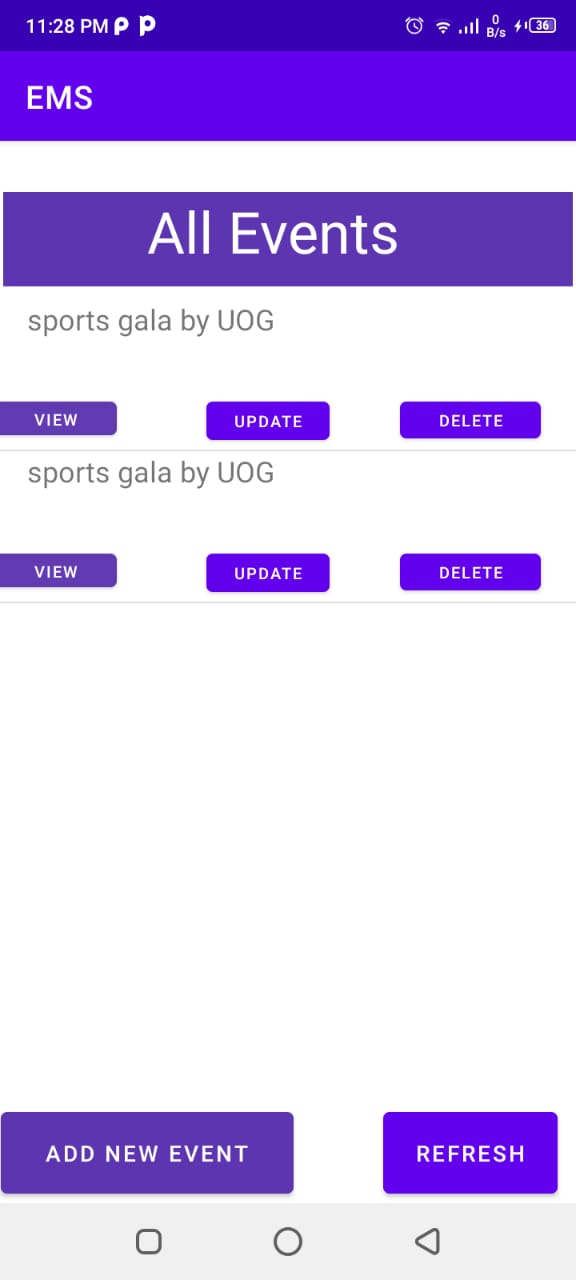 11:28 PM
0
B/s
36
EMS
All Events
sports gala by UOG
VIEW UPDATE DELETE
sports gala by UOG
VIEW UPDATE DELETE
ADD NEW EVENT REFRESH